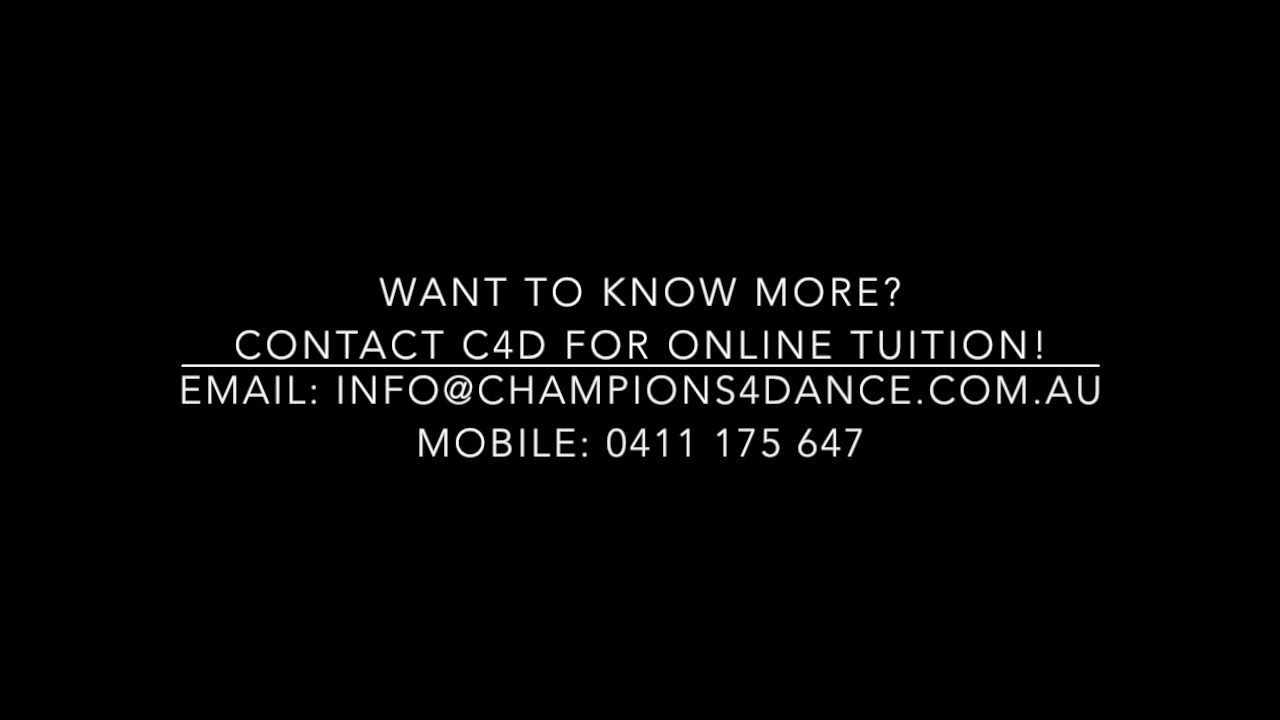 WANT TO KNOW MORE?
CONTACT C4D FOR ONLINE TUITION!
EMAIL: INFO@CHAMPIONS4DANCE.COM.AU
MOBILE: 0411 175 647